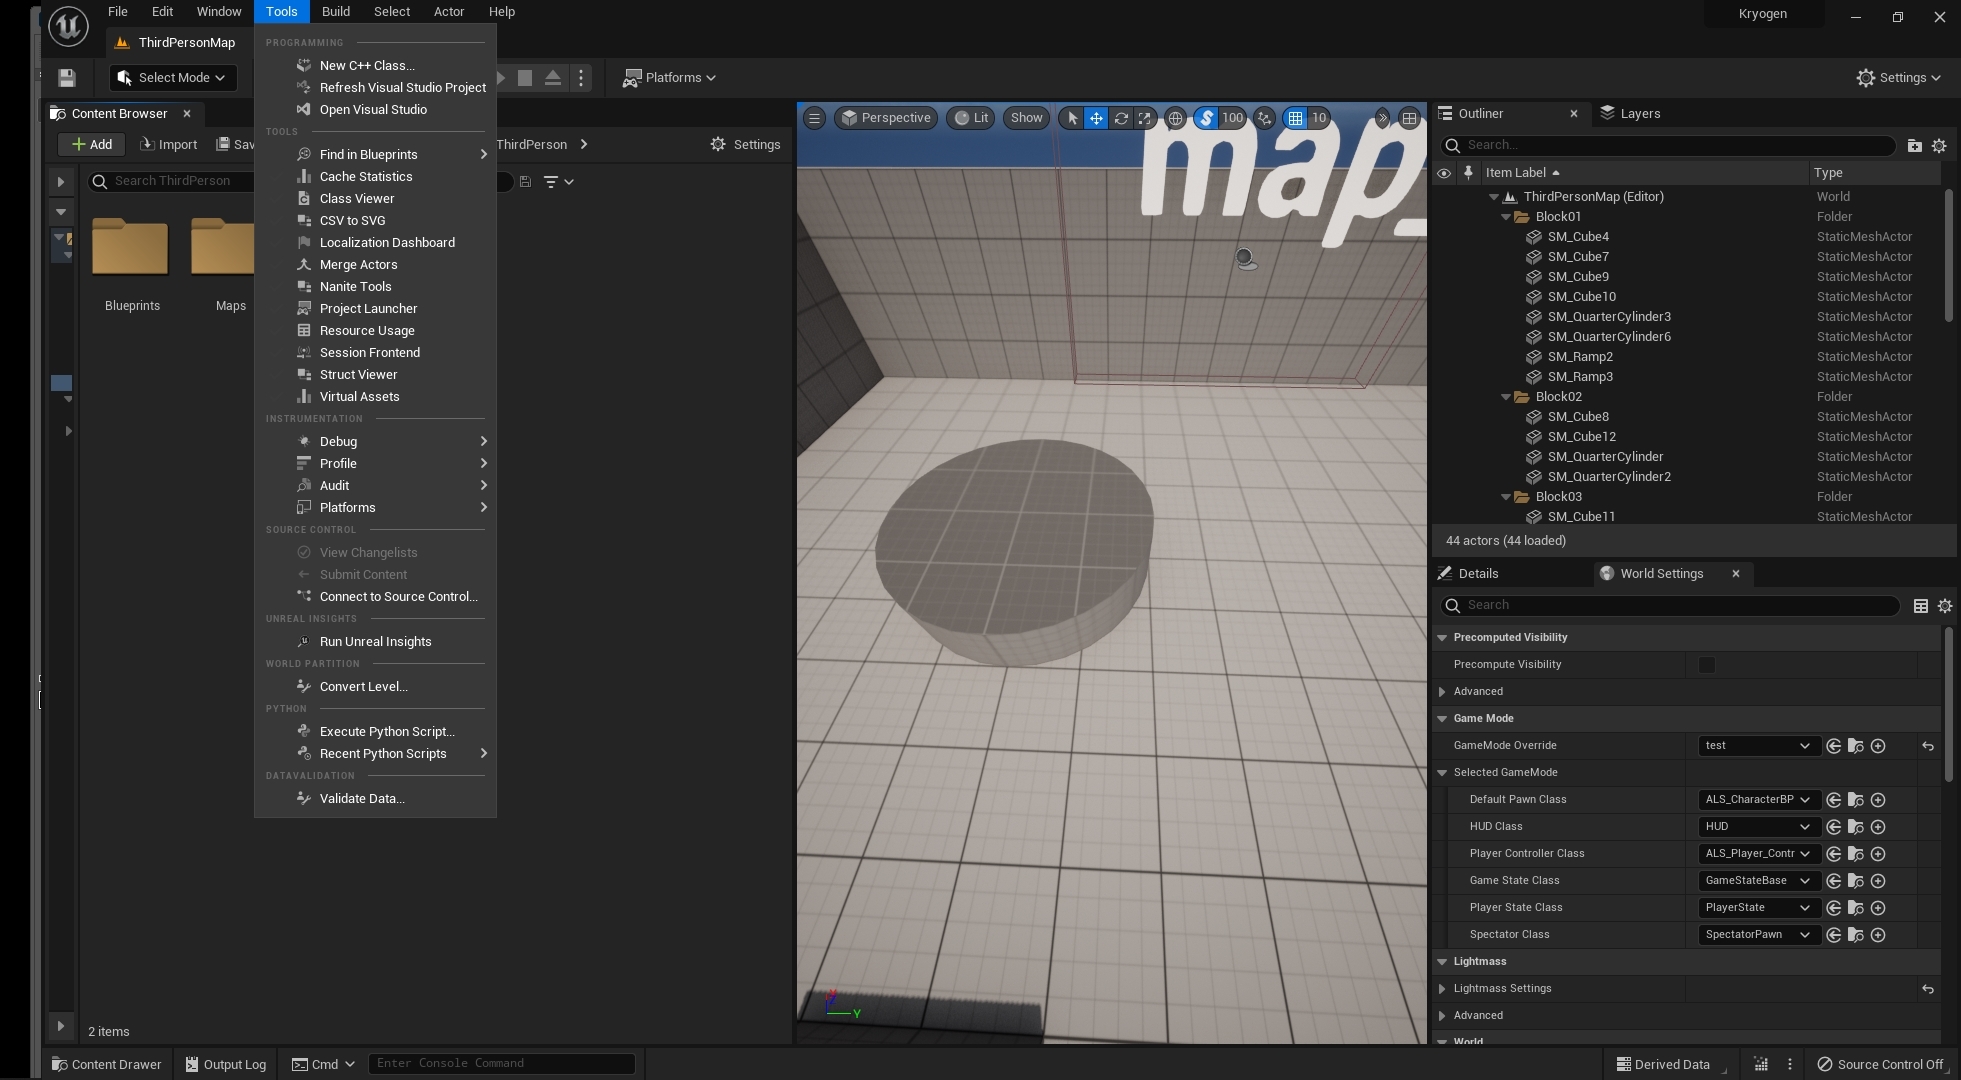 File Edit Window Tools Build Select Actor Help
Kryogen
ThirdPersonMap
Select Mode
Platforms
Settings
Content Browser
Add
Import
Sav
ThirdPerson
Settings
Search ThirdPerson
Blueprints
Maps
2 items
PROGRAMMING
New C++ Class...
Refresh Visual Studio Project
Open Visual Studio
TOOLS
Find in Blueprints
Cache Statistics
Class Viewer
CSV to SVG
Localization Dashboard
Merge Actors
Nanite Tools
Project Launcher
Resource Usage
Session Frontend
Struct Viewer
Virtual Assets
INSTRUMENTATION
Debug
Profile
Audit
Platforms
SOURCE CONTROL
View Changelists
Submit Content
Connect to Source Control...
UNREAL INSIGHTS
Run Unreal Insights
WORLD PARTITION
Convert Level...
PYTHON
Execute Python Script...
Recent Python Scripts
DATAVALIDATION
Validate Data...
Perspective
Lit
Show
100
10
map_
Y
Outliner
Layers
Search...
Item Label
Type
ThirdPersonMap (Editor) World
Block01 Folder
SM_Cube4 StaticMeshActor
SM_Cube7 StaticMeshActor
SM_Cube9 StaticMeshActor
SM_Cube10 StaticMeshActor
SM_QuarterCylinder3 StaticMeshActor
SM_QuarterCylinder6 StaticMeshActor
SM_Ramp2 StaticMeshActor
SM_Ramp3 StaticMeshActor
Block02 Folder
SM_Cube8 StaticMeshActor
SM_Cube12 StaticMeshActor
SM_QuarterCylinder StaticMeshActor
SM_QuarterCylinder2 StaticMeshActor
Block03 Folder
SM_Cube11 StaticMeshActor
44 actors (44 loaded)
Details
World Settings
Search
Precomputed Visibility
Precompute Visibility
Advanced
Game Mode
GameMode Override test
Selected GameMode
Default Pawn Class ALS_CharacterBP
HUD Class HUD
Player Controller Class ALS_Player_Contr
Game State Class GameStateBase
Player State Class PlayerState
Spectator Class SpectatorPawn
Lightmass
Lightmass Settings
Advanced
World
Content Drawer
Output Log
Cmd
Enter Console Command
Derived Data
Source Control Off